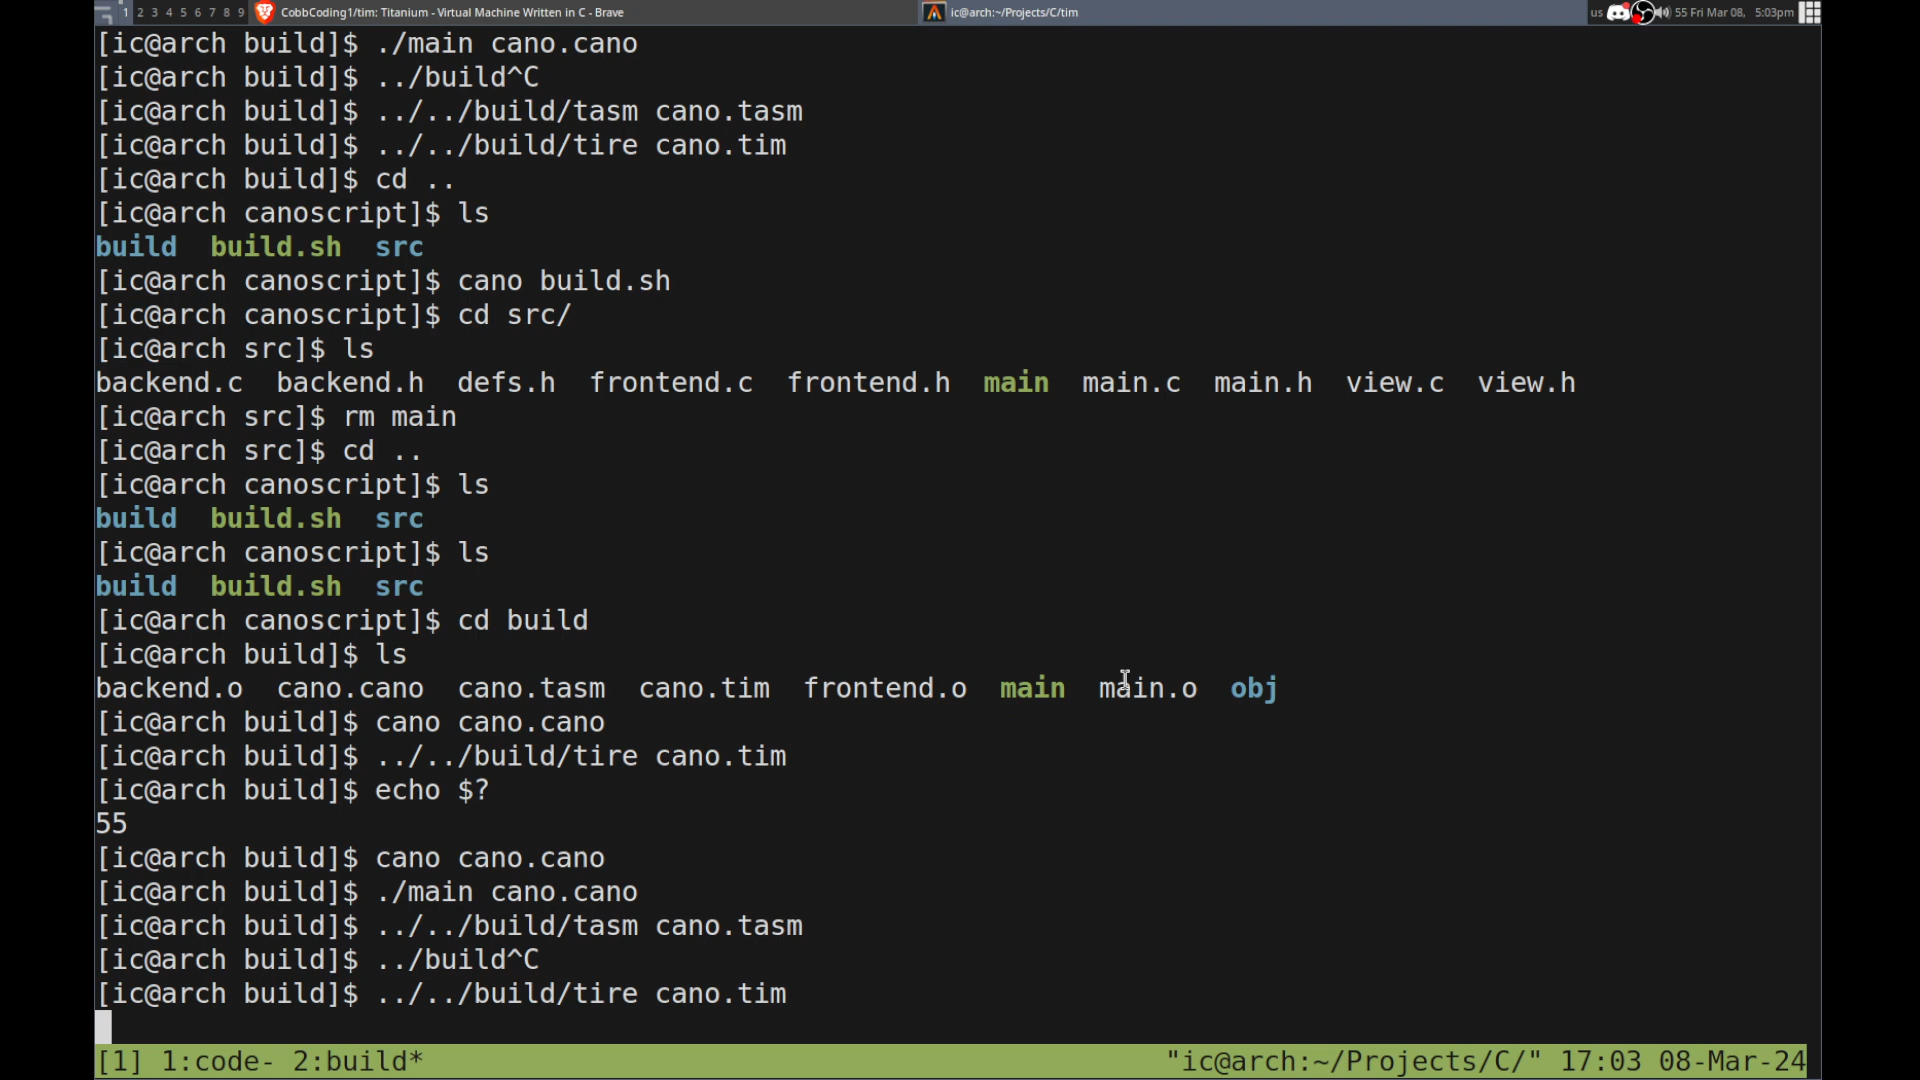 1 2 3 4 5 6 7 8 9 CobbCoding1/tim: Titanium - Virtual Machine Written in C - Brave ic@arch:~/Projects/C/tim us 55 Fri Mar 08, 5:03pm
[ic@arch build]$ ./main cano.cano
[ic@arch build]$ ../build^C
[ic@arch build]$ ../../build/tasm cano.tasm
[ic@arch build]$ ../../build/tire cano.tim
[ic@arch build]$ cd ..
[ic@arch canoscript]$ ls
build build.sh src
[ic@arch canoscript]$ cano build.sh
[ic@arch canoscript]$ cd src/
[ic@arch src]$ ls
backend.c backend.h defs.h frontend.c frontend.h main main.c main.h view.c view.h
[ic@arch src]$ rm main
[ic@arch src]$ cd ..
[ic@arch canoscript]$ ls
build build.sh src
[ic@arch canoscript]$ ls
build build.sh src
[ic@arch canoscript]$ cd build
[ic@arch build]$ ls
backend.o cano.cano cano.tasm cano.tim frontend.o main main.o obj
[ic@arch build]$ cano cano.cano
[ic@arch build]$ ../../build/tire cano.tim
[ic@arch build]$ echo $?
55
[ic@arch build]$ cano cano.cano
[ic@arch build]$ ./main cano.cano
[ic@arch build]$ ../../build/tasm cano.tasm
[ic@arch build]$ ../build^C
[ic@arch build]$ ../../build/tire cano.tim
[1] 1:code- 2:build* "ic@arch:~/Projects/C/" 17:03 08-Mar-24